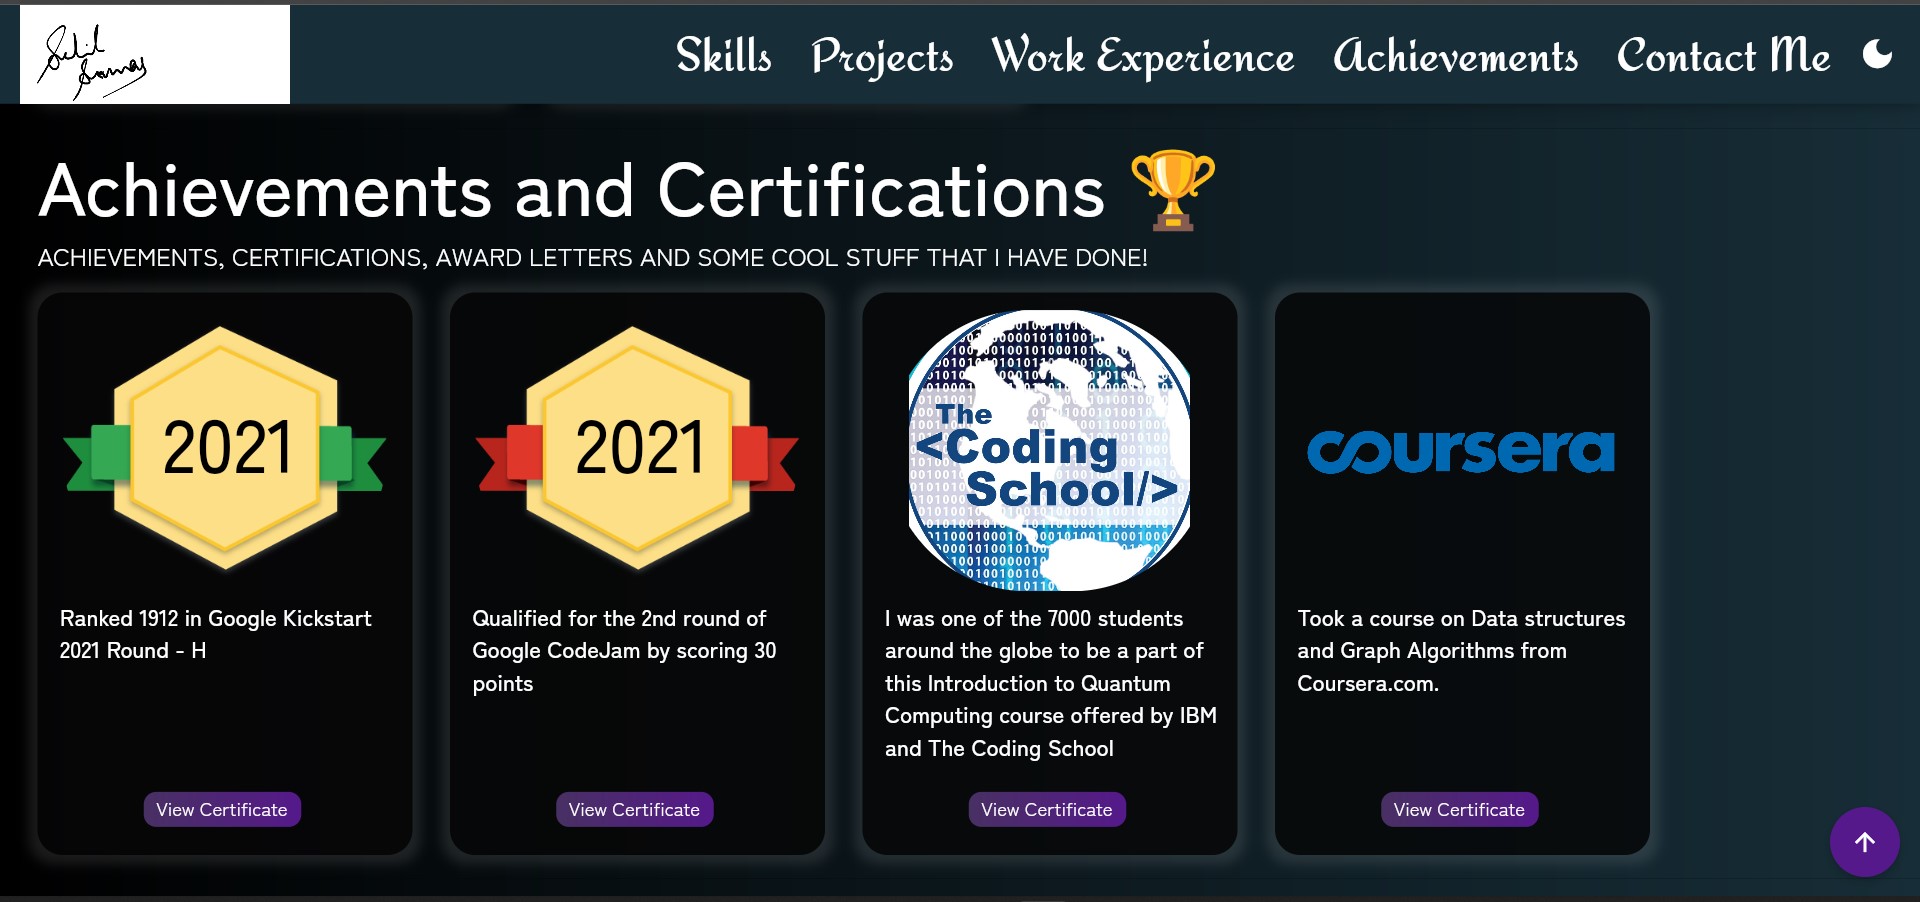 Skills Projects Work Experience Achievements Contact Me
Achievements and Certifications
ACHIEVEMENTS, CERTIFICATIONS, AWARD LETTERS AND SOME COOL STUFF THAT I HAVE DONE!
2021
Ranked 1912 in Google Kickstart
2021 Round - H
View Certificate
2021
Qualified for the 2nd round of
Google CodeJam by scoring 30
points
View Certificate
The
<Coding
School/>
I was one of the 7000 students
around the globe to be a part of
this Introduction to Quantum
Computing course offered by IBM
and The Coding School
View Certificate
coursera
Took a course on Data structures
and Graph Algorithms from
Coursera.com.
View Certificate